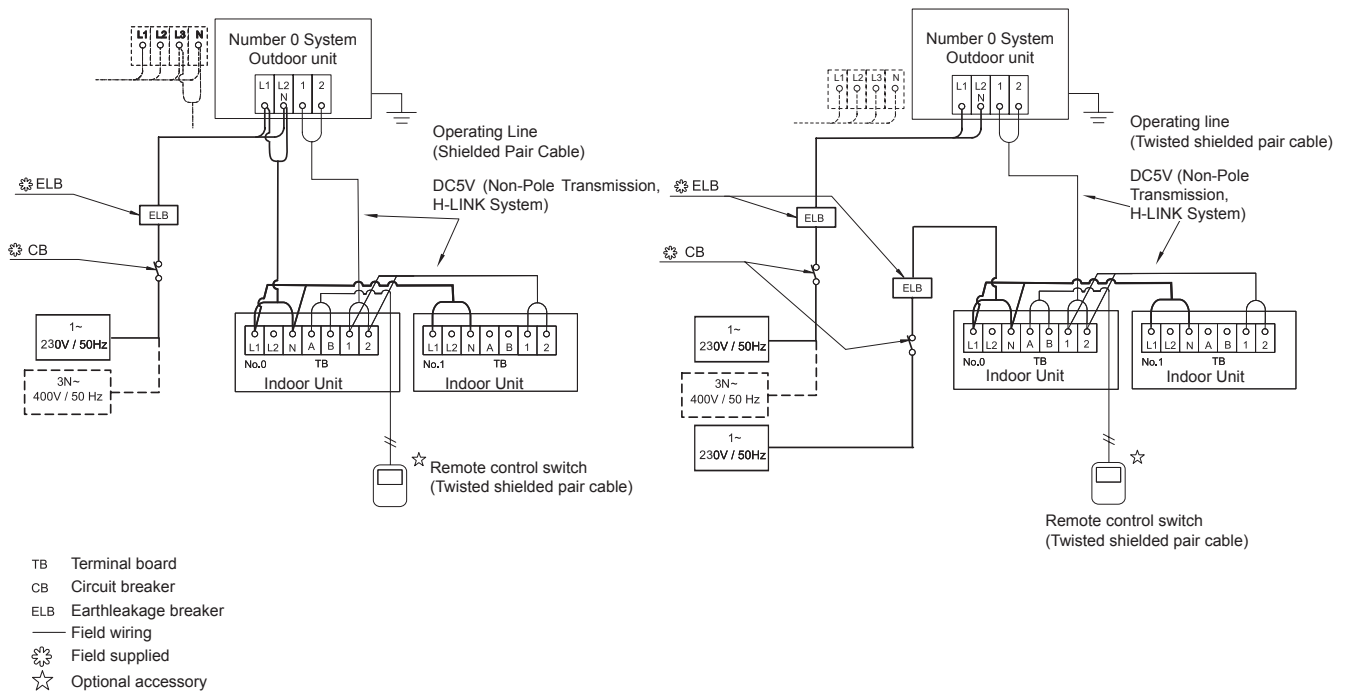 L1 L2 L3 N
Number 0 System
Outdoor unit
L1 L2 1 2
N
Operating Line
(Shielded Pair Cable)
DC5V (Non-Pole Transmission,
H-LINK System)
ELB
ELB
CB
1~
230V / 50Hz
3N~
400V / 50 Hz
L1 L2 N A B 1 2
No.0 TB
Indoor Unit
L1 L2 N A B 1 2
No.1 TB
Indoor Unit
Remote control switch
(Twisted shielded pair cable)
L1 L2 L3 N
Number 0 System
Outdoor unit
L1 L2 1 2
N
Operating line
(Twisted shielded pair cable)
DC5V (Non-Pole
Transmission,
H-LINK System)
ELB
ELB
ELB
CB
1~
230V / 50Hz
3N~
400V / 50 Hz
1~
230V / 50Hz
L1 L2 N A B 1 2
No.0 TB
Indoor Unit
L1 L2 N A B 1 2
No.1 TB
Indoor Unit
Remote control switch
(Twisted shielded pair cable)
TB Terminal board
CB Circuit breaker
ELB Earthleakage breaker
Field wiring
Field supplied
Optional accessory